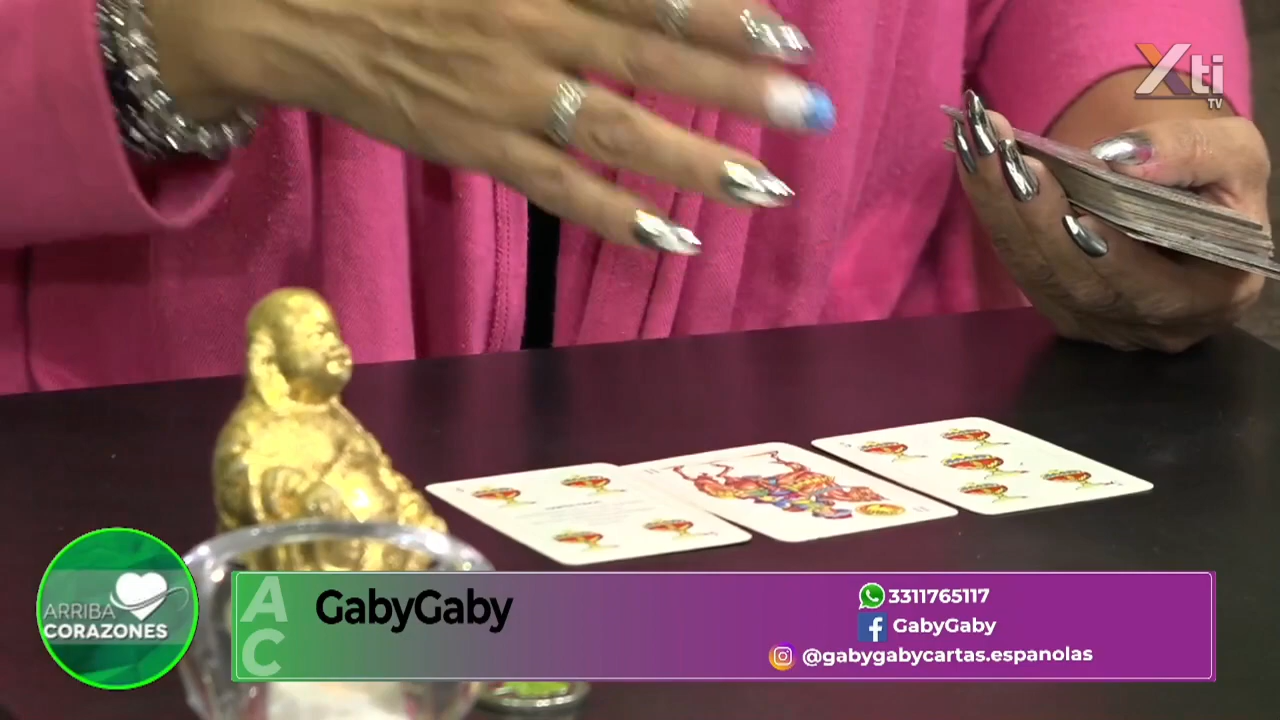 Xti
TV
ARRIBA
CORAZONES
AC
GabyGaby
3311765117
GabyGaby
@gabygabycartas.espanolas